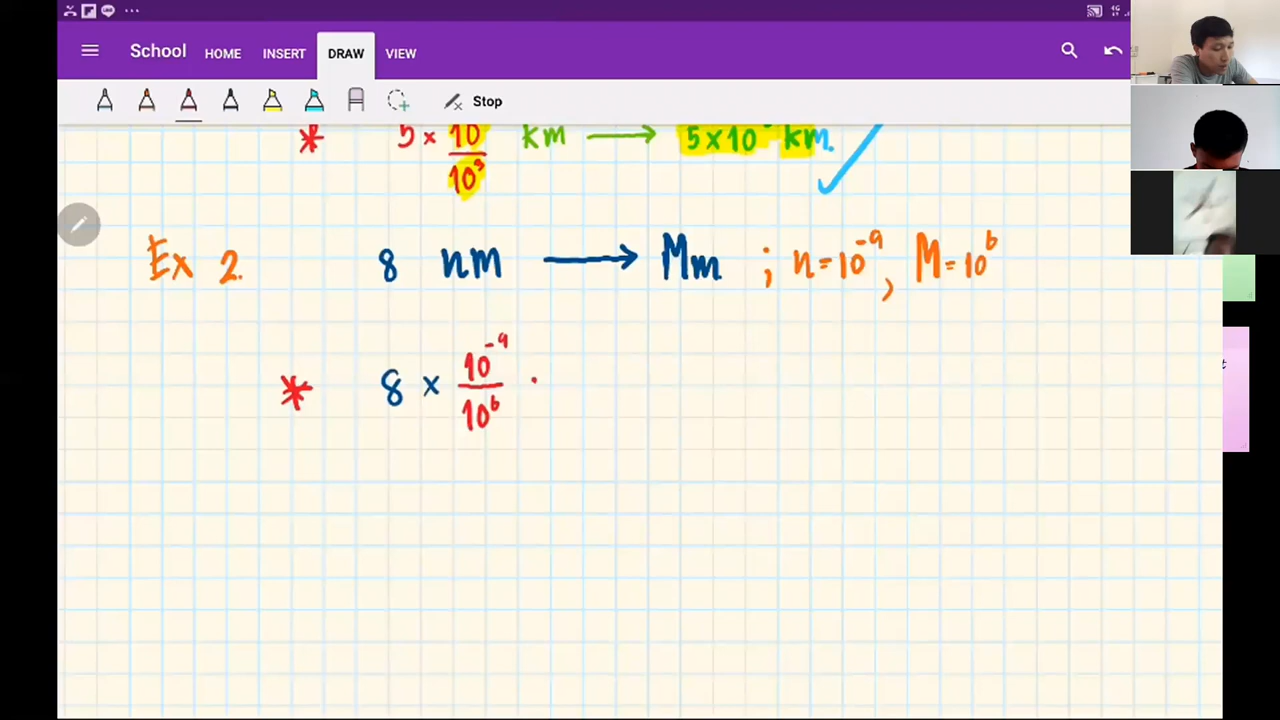 School HOME INSERT DRAW VIEW
Stop
* 5 × 10 / 10³ km → 5×10 km.
Ex 2. 8 nm → Mm ; n=10⁻⁹, M=10⁶
* 8 × 10⁻⁹ / 10⁶